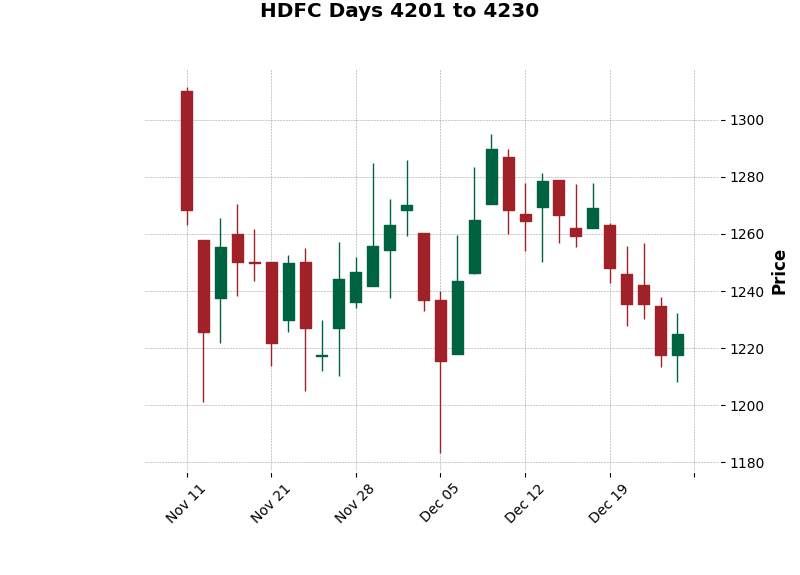 HDFC Days 4201 to 4230
1300
1280
1260
1240
1220
1200
1180
Price
Nov 11
Nov 21
Nov 28
Dec 05
Dec 12
Dec 19